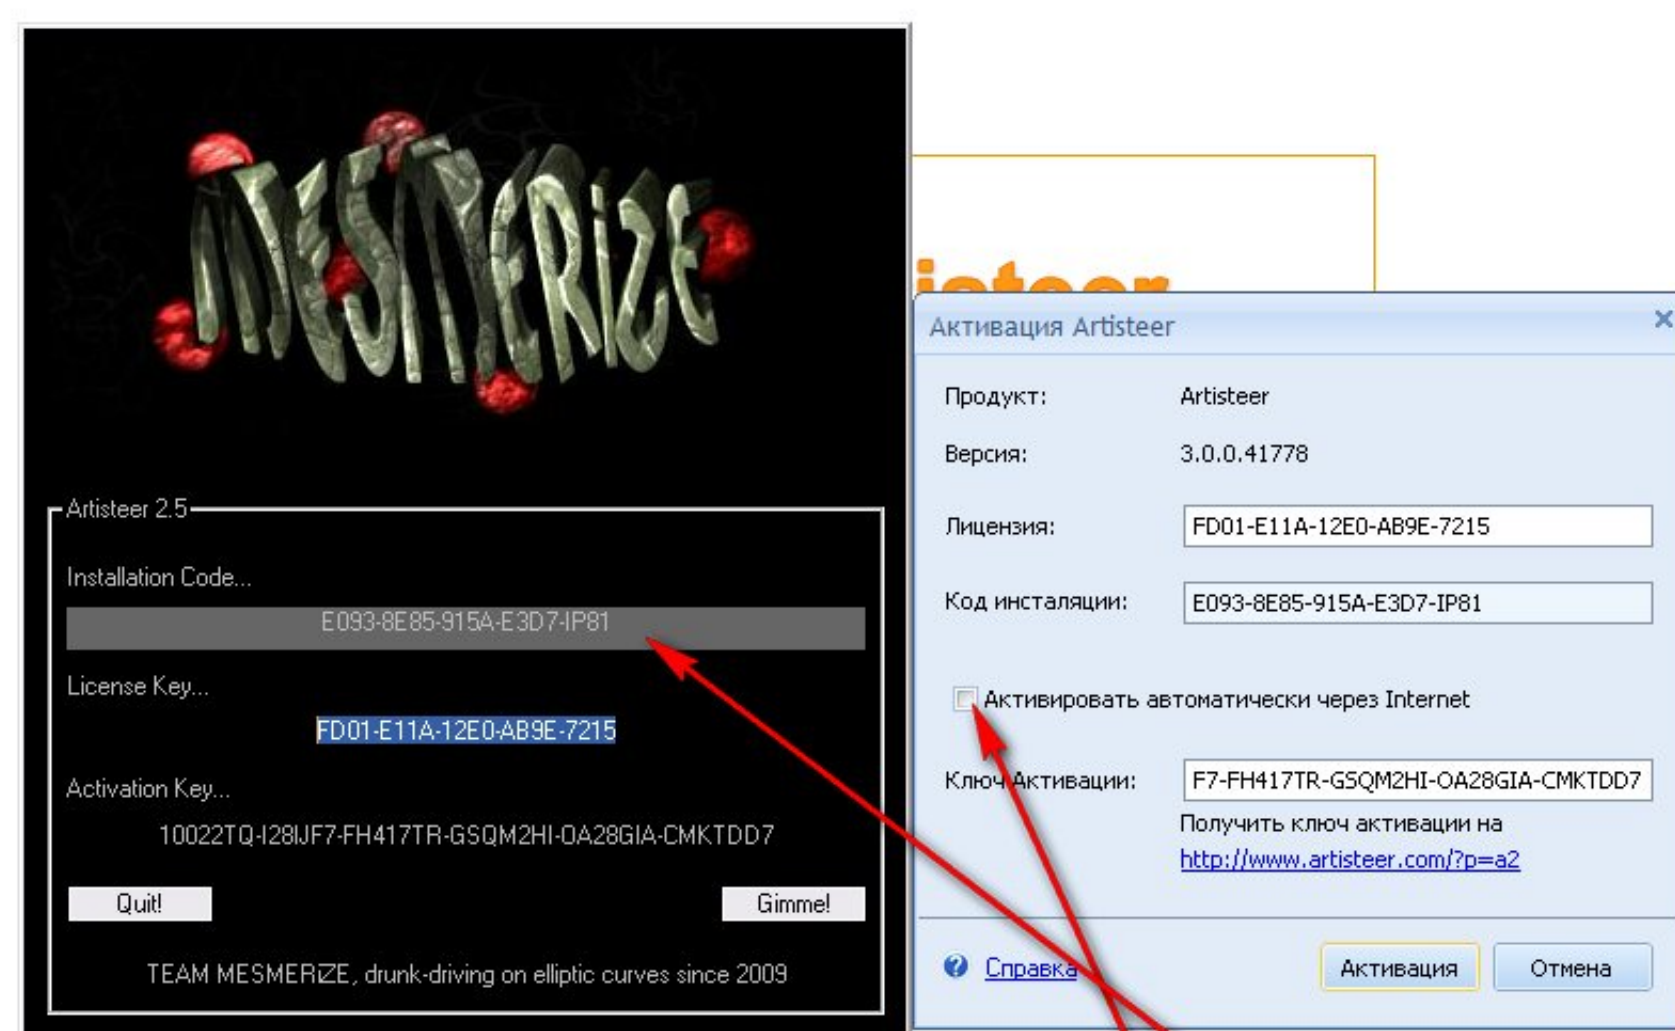 MESMERiZE
Artisteer 2.5
Installation Code...
E093-8E85-915A-E3D7-IP81
License Key...
FD01-E11A-12E0-AB9E-7215
Activation Key...
10022TQ-I28IJF7-FH417TR-GSQM2HI-OA28GIA-CMKTDD7
Quit!
Gimme!
TEAM MESMERiZE, drunk-driving on elliptic curves since 2009
Активация Artisteer
Продукт: Artisteer
Версия: 3.0.0.41778
Лицензия: FD01-E11A-12E0-AB9E-7215
Код инсталяции: E093-8E85-915A-E3D7-IP81
Активировать автоматически через Internet
Ключ Активации: F7-FH417TR-GSQM2HI-OA28GIA-CMKTDD7
Получить ключ активации на
http://www.artisteer.com/?p=a2
Справка
Активация
Отмена